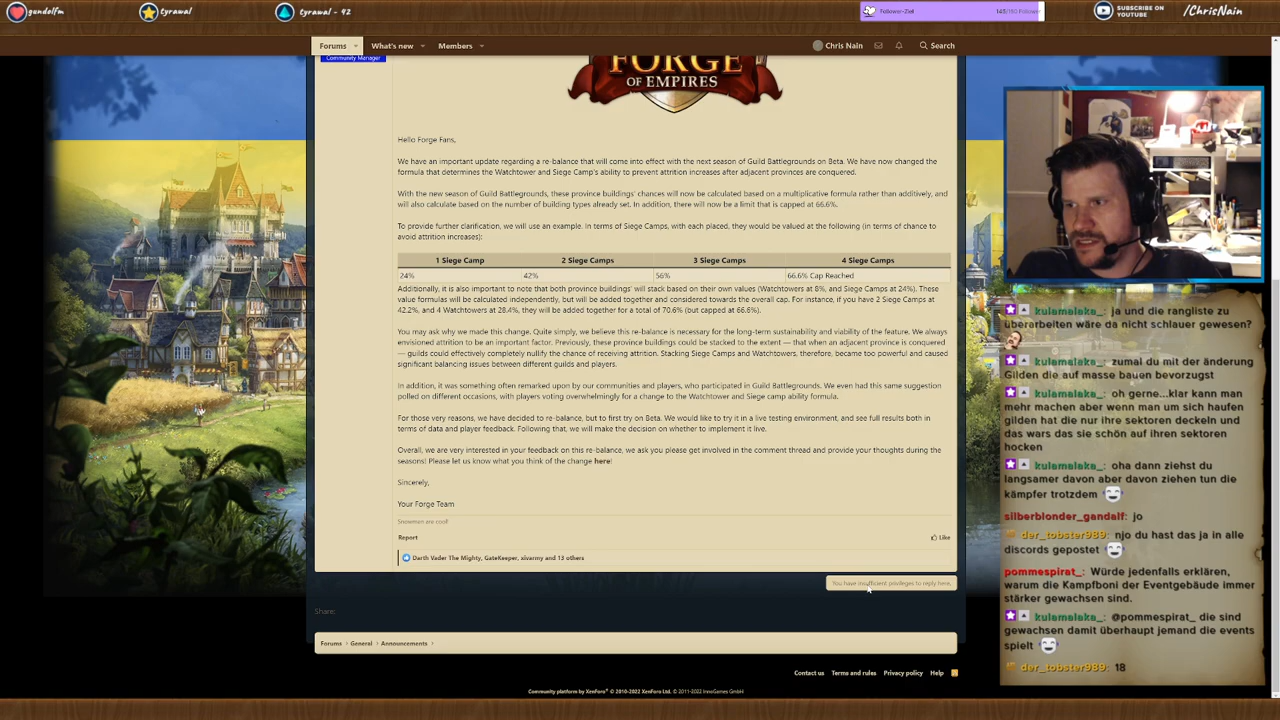 gundolfm
tyrawal
tyrawal - 42
Follower-Ziel
SUBSCRIBE ON
YOUTUBE
/ChrisNain
Forums
What's new
Members
Chris Nain
Search
Community Manager
FORGE
OF EMPIRES
Hello Forge Fans,
We have an important update regarding a re-balance that will come into effect with the next season of Guild Battlegrounds on Beta. We have now changed the
formula that determines the Watchtower and Siege Camp's ability to prevent attrition increases after adjacent provinces are conquered.
With the new season of Guild Battlegrounds, these province buildings' chances will now be calculated based on a multiplicative formula rather than additively, and
will also calculate based on the number of building types already set. In addition, there will now be a limit that is capped at 66.6%.
To provide further clarification, we will use an example. In terms of Siege Camps, with each placed, they would be valued at the following (in terms of chance to
avoid attrition increases):
1 Siege Camp 2 Siege Camps 3 Siege Camps 4 Siege Camps
24% 42% 56% 66.6% Cap Reached
Additionally, it is also important to note that both province buildings' will stack based on their own values (Watchtowers at 8%, and Siege Camps at 24%). These
value formulas will be calculated independently, but will be added together and considered towards the overall cap. For instance, if you have 2 Siege Camps at
42.2%, and 4 Watchtowers at 28.4%, they will be added together for a total of 70.6% (but capped at 66.6%).
You may ask why we made this change. Quite simply, we believe this re-balance is necessary for the long-term sustainability and viability of the feature. We always
envisioned attrition to be an important factor. Previously, these province buildings could be stacked to the extent — that when an adjacent province is conquered
— guilds could effectively completely nullify the chance of receiving attrition. Stacking Siege Camps and Watchtowers, therefore, became too powerful and caused
significant balancing issues between different guilds and players.
In addition, it was something often remarked upon by our communities and players, who participated in Guild Battlegrounds. We even had this same suggestion
polled on different occasions, with players voting overwhelmingly for a change to the Watchtower and Siege camp ability formula.
For those very reasons, we have decided to re-balance, but to first try on Beta. We would like to try it in a live testing environment, and see full results both in
terms of data and player feedback. Following that, we will make the decision on whether to implement it live.
Overall, we are very interested in your feedback on this re-balance, we ask you please get involved in the comment thread and provide your thoughts during the
seasons! Please let us know what you think of the change here!
Sincerely,
Your Forge Team
Snowmen are cool!
Report
Like
Darth Vader The Mighty, GateKeeper, xivarmy and 13 others
You have insufficient privileges to reply here.
Share:
Forums
General
Announcements
Contact us
Terms and rules
Privacy policy
Help
Community platform by XenForo® © 2010-2022 XenForo Ltd. © 2011-2022 InnoGames GmbH
kulamalaka_: ja und die rangliste zu
überarbeiten wäre da nicht schlauer gewesen?
kulamalaka_: zumal du mit der änderung
Gilden die auf masse bauen bevorzugst
kulamalaka_: oh gerne...klar kann man
mehr machen aber wenn man um sich haufen
gilden hat die nur ihre sektoren deckeln und
das wars das sie schön auf ihren sektoren
hocken
kulamalaka_: oha dann ziehst du
langsamer davon aber davon ziehen tun die
kämpfer trotzdem
silberblonder_gandalf: jo
der_tobster989: njo du hast das ja in alle
discords gepostet
pommespirat_: Würde jedenfalls erklären,
warum die Kampfboni der Eventgebäude immer
stärker gewachsen sind.
kulamalaka_: @pommespirat_ die sind
gewachsen damit überhaupt jemand die events
spielt
der_tobster989: 18